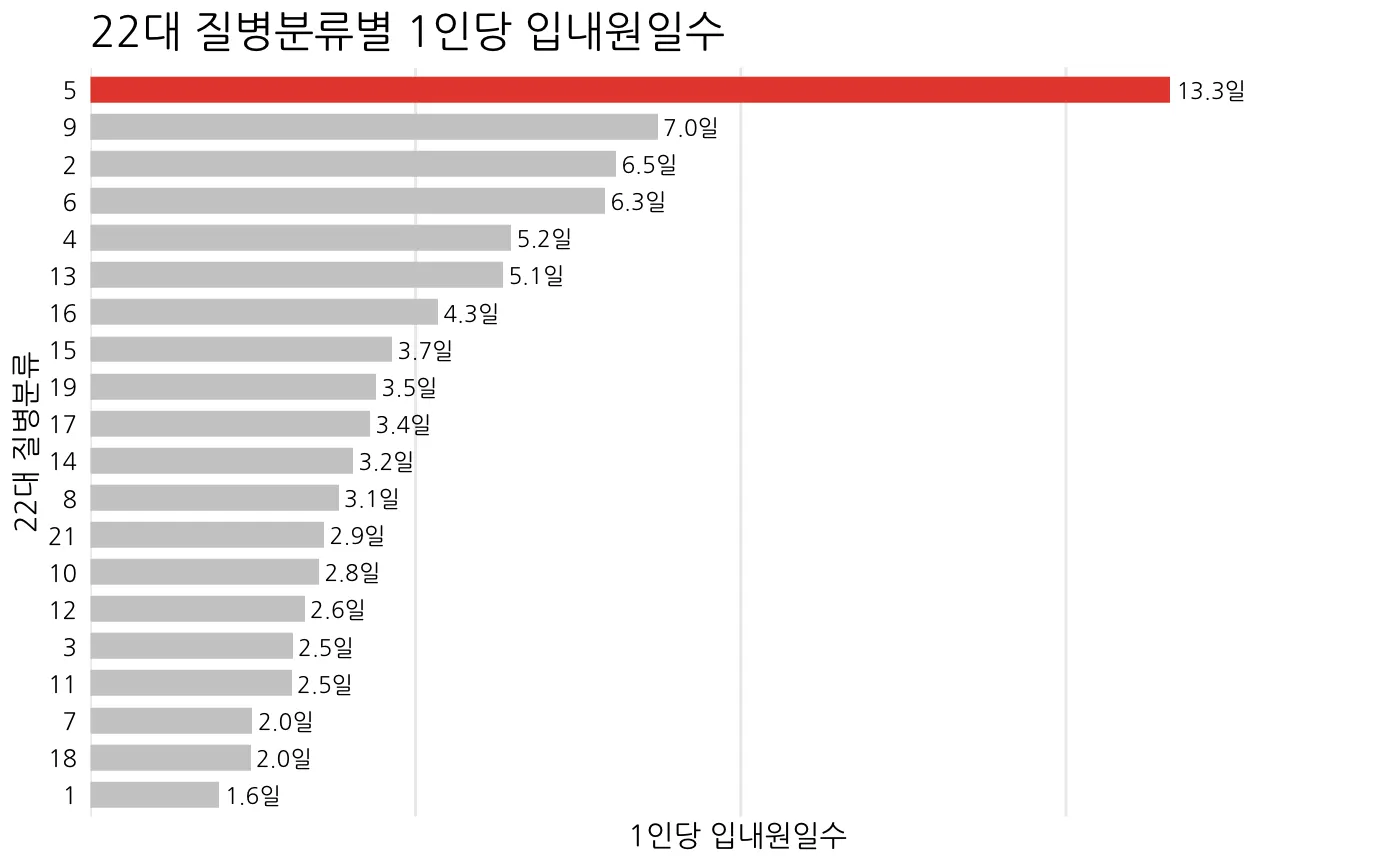 22대 질병분류별 1인당 입내원일수
5 13.3일
9 7.0일
2 6.5일
6 6.3일
4 5.2일
13 5.1일
16 4.3일
15 3.7일
19 3.5일
17 3.4일
14 3.2일
8 3.1일
21 2.9일
10 2.8일
12 2.6일
3 2.5일
11 2.5일
7 2.0일
18 2.0일
1 1.6일
22대 질병분류
1인당 입내원일수